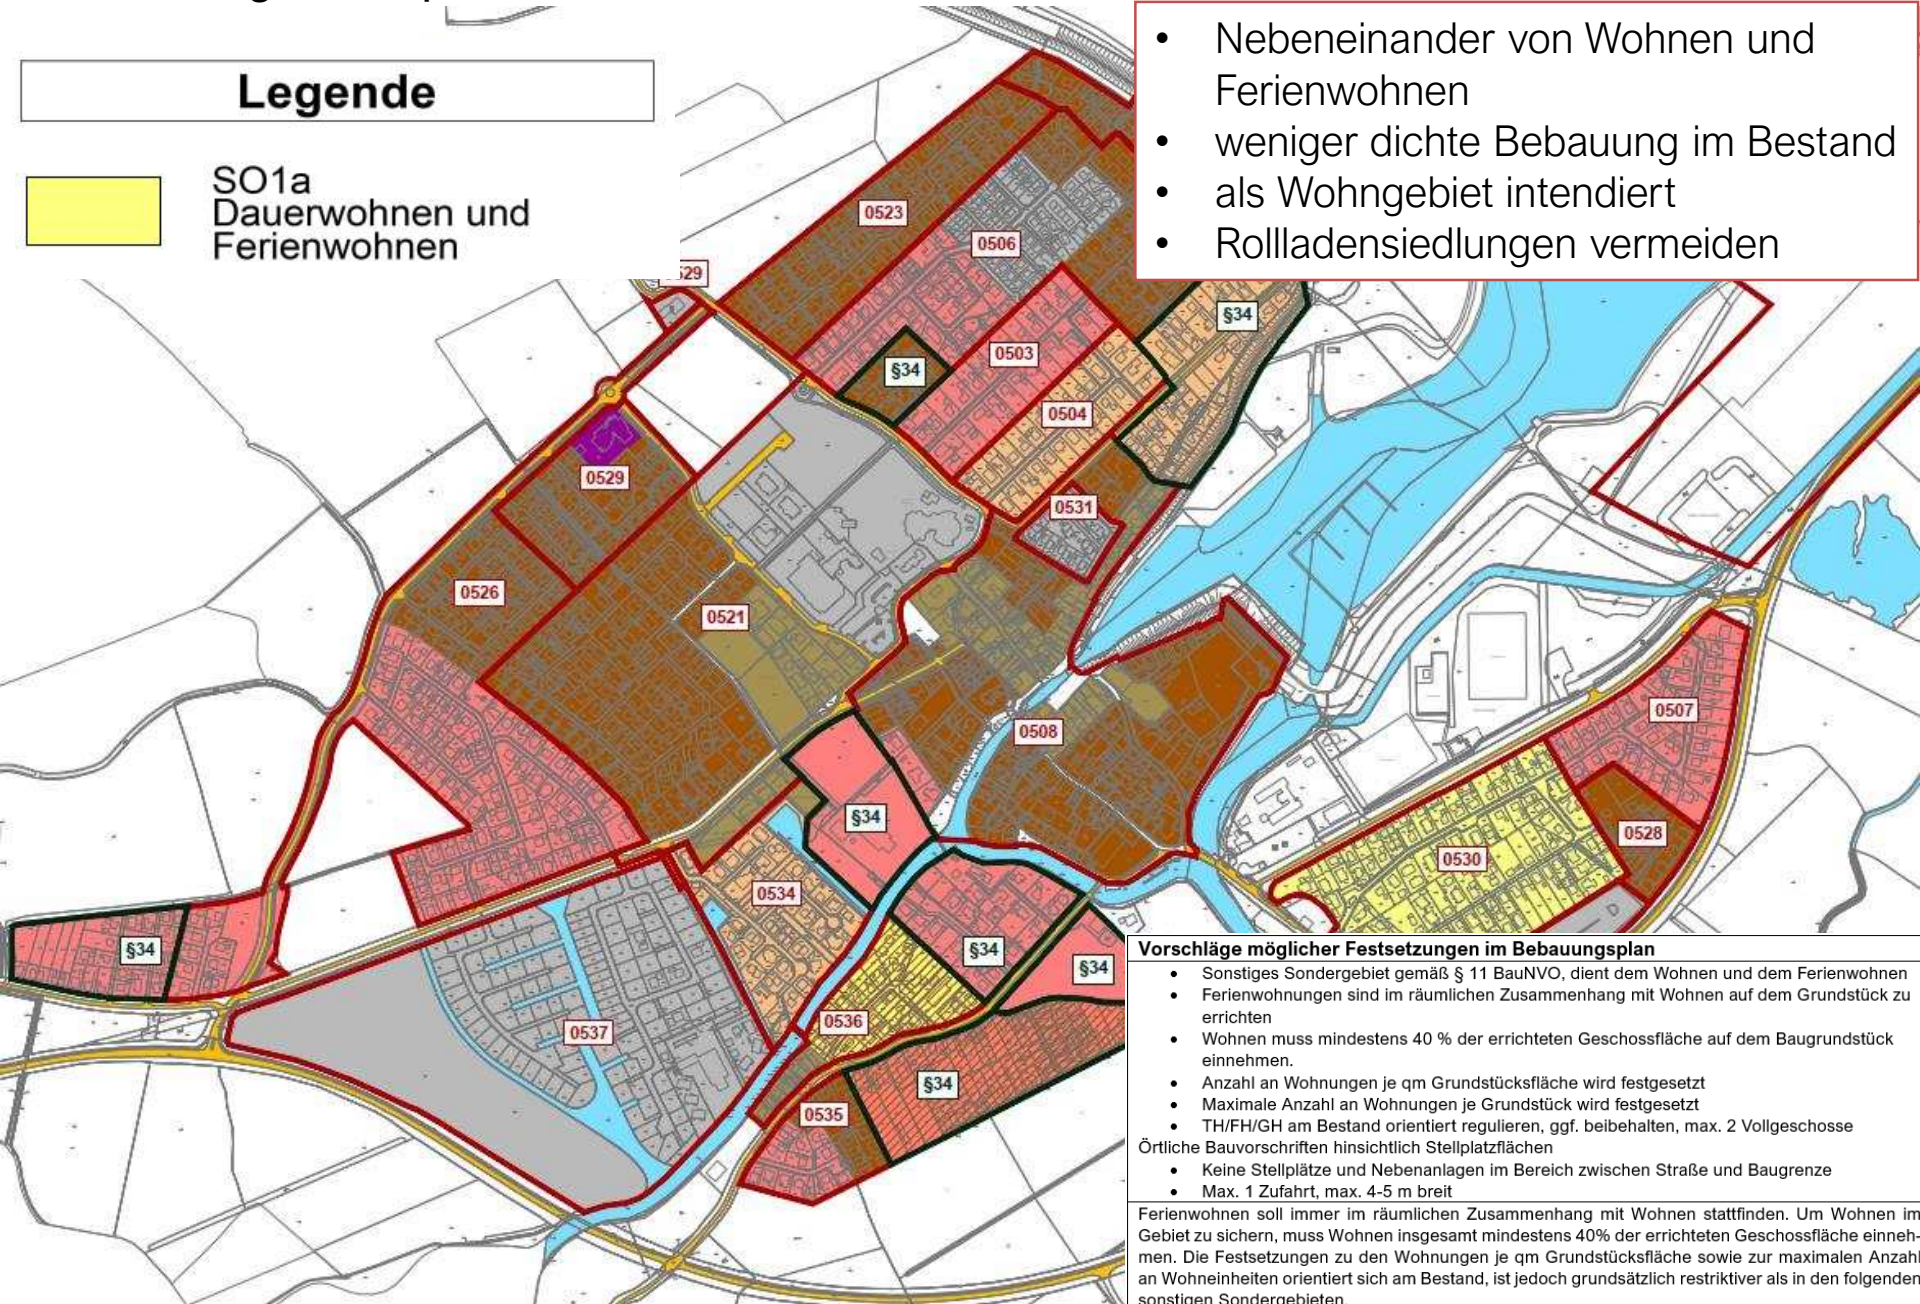 Legende
SO1a
Dauerwohnen und
Ferienwohnen
• Nebeneinander von Wohnen und
Ferienwohnen
• weniger dichte Bebauung im Bestand
• als Wohngebiet intendiert
• Rollladensiedlungen vermeiden
0523
0506
529
§34
0503
§34
0504
0529
0531
0526
0521
0508
0507
§34
0528
0530
0534
§34
§34
§34
0536
0537
§34
0535
Vorschläge möglicher Festsetzungen im Bebauungsplan
• Sonstiges Sondergebiet gemäß § 11 BauNVO, dient dem Wohnen und dem Ferienwohnen
• Ferienwohnungen sind im räumlichen Zusammenhang mit Wohnen auf dem Grundstück zu
errichten
• Wohnen muss mindestens 40 % der errichteten Geschossfläche auf dem Baugrundstück
einnehmen.
• Anzahl an Wohnungen je qm Grundstücksfläche wird festgesetzt
• Maximale Anzahl an Wohnungen je Grundstück wird festgesetzt
• TH/FH/GH am Bestand orientiert regulieren, ggf. beibehalten, max. 2 Vollgeschosse
Örtliche Bauvorschriften hinsichtlich Stellplatzflächen
• Keine Stellplätze und Nebenanlagen im Bereich zwischen Straße und Baugrenze
• Max. 1 Zufahrt, max. 4-5 m breit
Ferienwohnen soll immer im räumlichen Zusammenhang mit Wohnen stattfinden. Um Wohnen im
Gebiet zu sichern, muss Wohnen insgesamt mindestens 40% der errichteten Geschossfläche einneh-
men. Die Festsetzungen zu den Wohnungen je qm Grundstücksfläche sowie zur maximalen Anzahl
an Wohneinheiten orientiert sich am Bestand, ist jedoch grundsätzlich restriktiver als in den folgenden
sonstigen Sondergebieten.